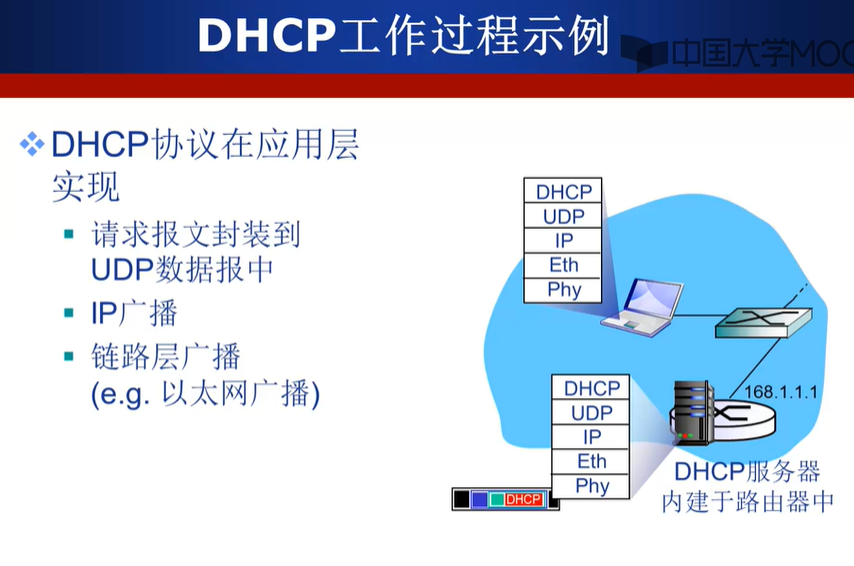 DHCP工作过程示例
中国大学MOO
DHCP协议在应用层
实现
请求报文封装到
UDP数据报中
IP广播
链路层广播
(e.g. 以太网广播)
DHCP
UDP
IP
Eth
Phy
168.1.1.1
DHCP
UDP
IP
Eth
Phy
DHCP
DHCP服务器
内建于路由器中